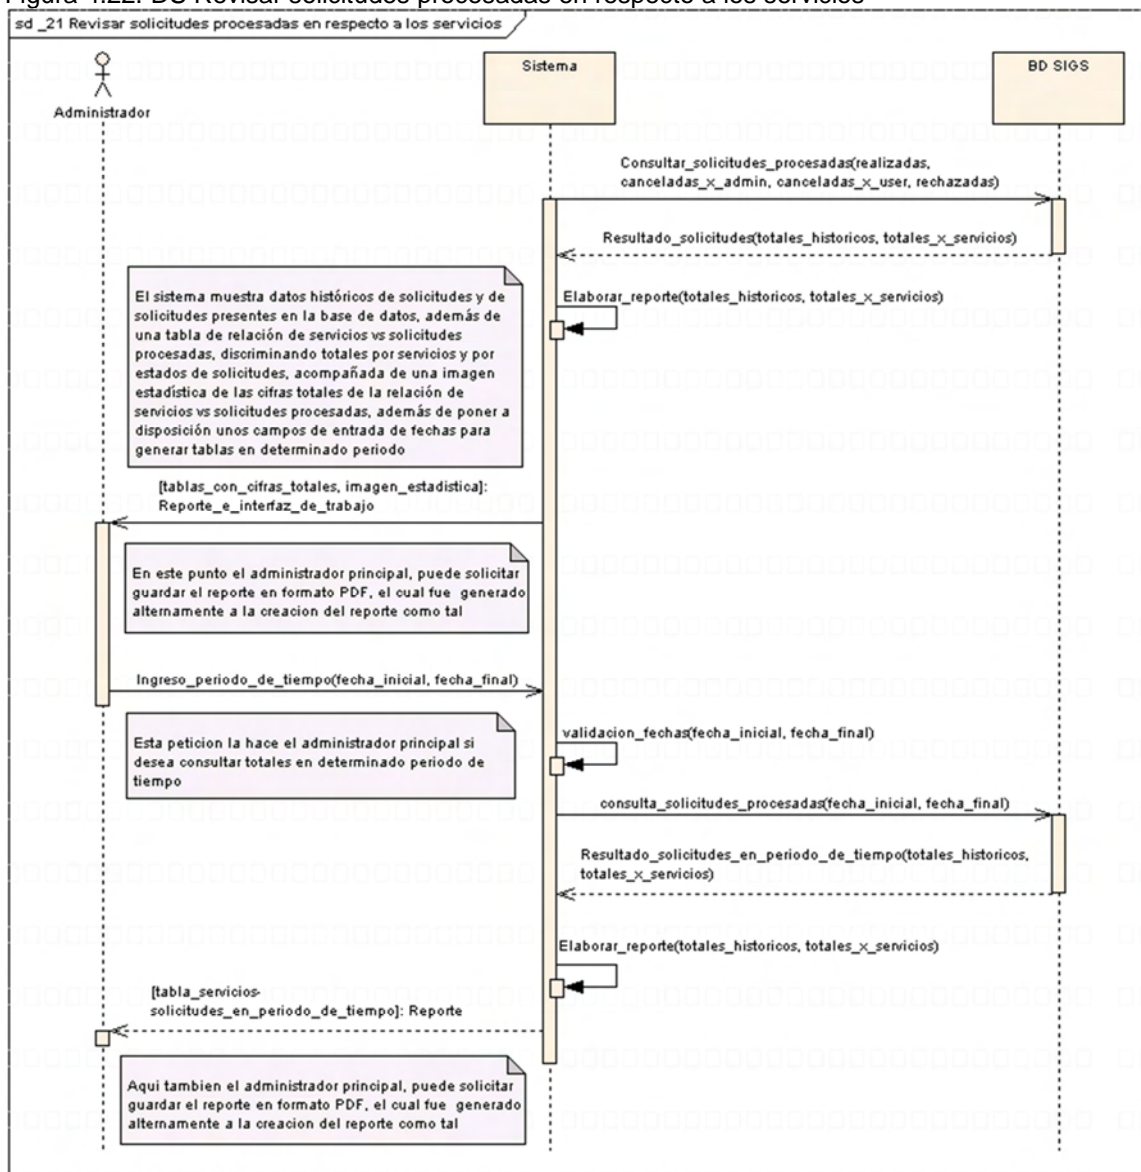 Figura 4.22. DS Revisar solicitudes procesadas en respecto a los servicios
sd _21 Revisar solicitudes procesadas en respecto a los servicios
Administrador
Sistema
BD SIGS
Consultar_solicitudes_procesadas(realizadas,
canceladas_x_admin, canceladas_x_user, rechazadas)
Resultado_solicitudes(totales_historicos, totales_x_servicios)
Elaborar_reporte(totales_historicos, totales_x_servicios)
El sistema muestra datos históricos de solicitudes y de
solicitudes presentes en la base de datos, además de
una tabla de relación de servicios vs solicitudes
procesadas, discriminando totales por servicios y por
estados de solicitudes, acompañada de una imagen
estadística de las cifras totales de la relación de
servicios vs solicitudes procesadas, además de poner a
disposición unos campos de entrada de fechas para
generar tablas en determinado periodo
[tablas_con_cifras_totales, imagen_estadistica]:
Reporte_e_interfaz_de_trabajo
En este punto el administrador principal, puede solicitar
guardar el reporte en formato PDF, el cual fue generado
alternamente a la creacion del reporte como tal
Ingreso_periodo_de_tiempo(fecha_inicial, fecha_final)
Esta peticion la hace el administrador principal si
desea consultar totales en determinado periodo de
tiempo
validacion_fechas(fecha_inicial, fecha_final)
consulta_solicitudes_procesadas(fecha_inicial, fecha_final)
Resultado_solicitudes_en_periodo_de_tiempo(totales_historicos,
totales_x_servicios)
Elaborar_reporte(totales_historicos, totales_x_servicios)
[tabla_servicios-
solicitudes_en_periodo_de_tiempo]: Reporte
Aqui tambien el administrador principal, puede solicitar
guardar el reporte en formato PDF, el cual fue generado
alternamente a la creacion del reporte como tal